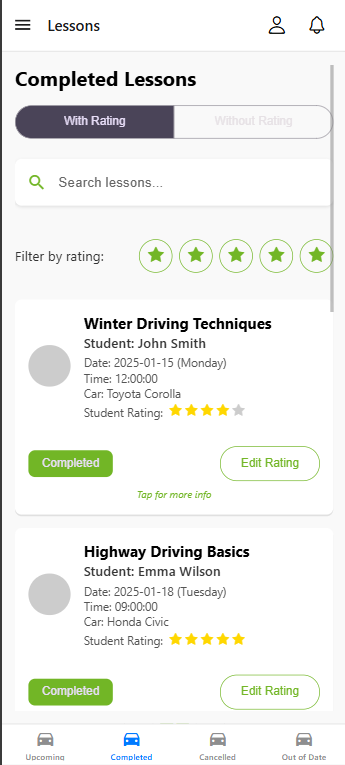 Lessons
Completed Lessons
With Rating
Without Rating
Search lessons...
Filter by rating:
Winter Driving Techniques
Student: John Smith
Date: 2025-01-15 (Monday)
Time: 12:00:00
Car: Toyota Corolla
Student Rating:
Completed
Edit Rating
Tap for more info
Highway Driving Basics
Student: Emma Wilson
Date: 2025-01-18 (Tuesday)
Time: 09:00:00
Car: Honda Civic
Student Rating:
Completed
Edit Rating
Upcoming
Completed
Cancelled
Out of Date